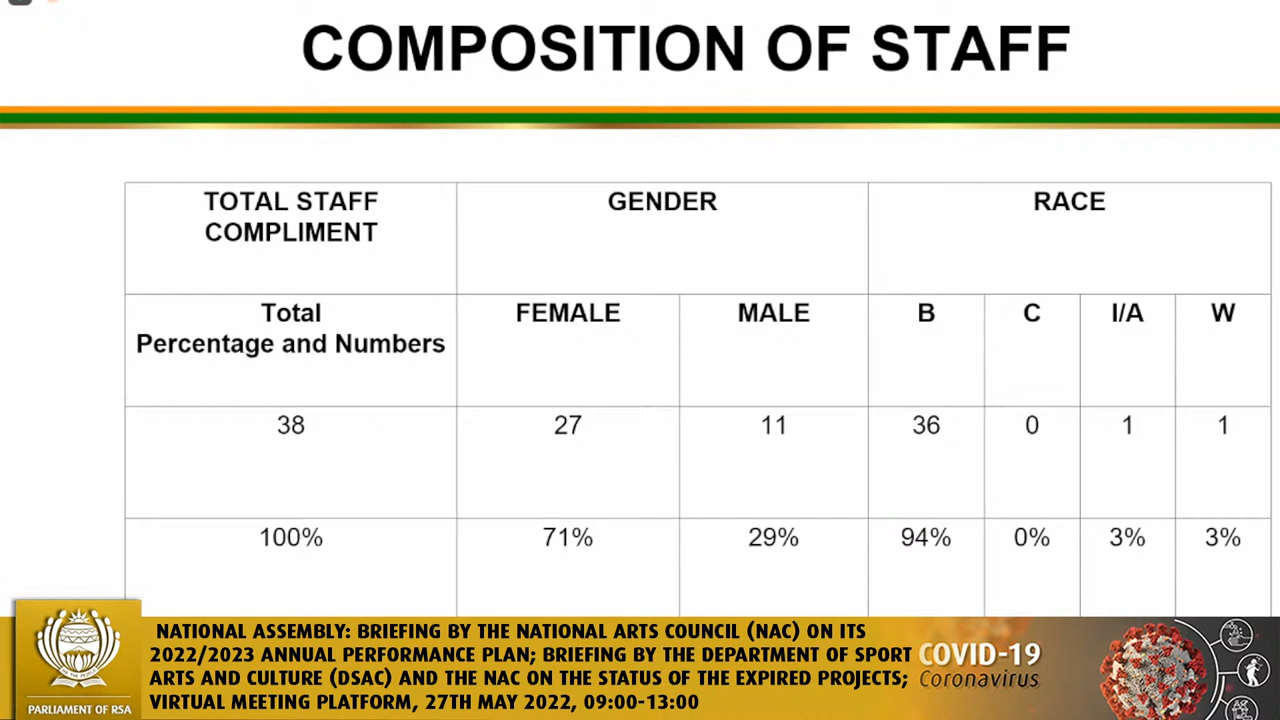 COMPOSITION OF STAFF
TOTAL STAFF COMPLIMENT GENDER RACE
Total Percentage and Numbers FEMALE MALE B C I/A W
38 27 11 36 0 1 1
100% 71% 29% 94% 0% 3% 3%
NATIONAL ASSEMBLY: BRIEFING BY THE NATIONAL ARTS COUNCIL (NAC) ON ITS
2022/2023 ANNUAL PERFORMANCE PLAN; BRIEFING BY THE DEPARTMENT OF SPORT
ARTS AND CULTURE (DSAC) AND THE NAC ON THE STATUS OF THE EXPIRED PROJECTS;
VIRTUAL MEETING PLATFORM, 27TH MAY 2022, 09:00-13:00
PARLIAMENT OF RSA
COVID-19
Coronavirus